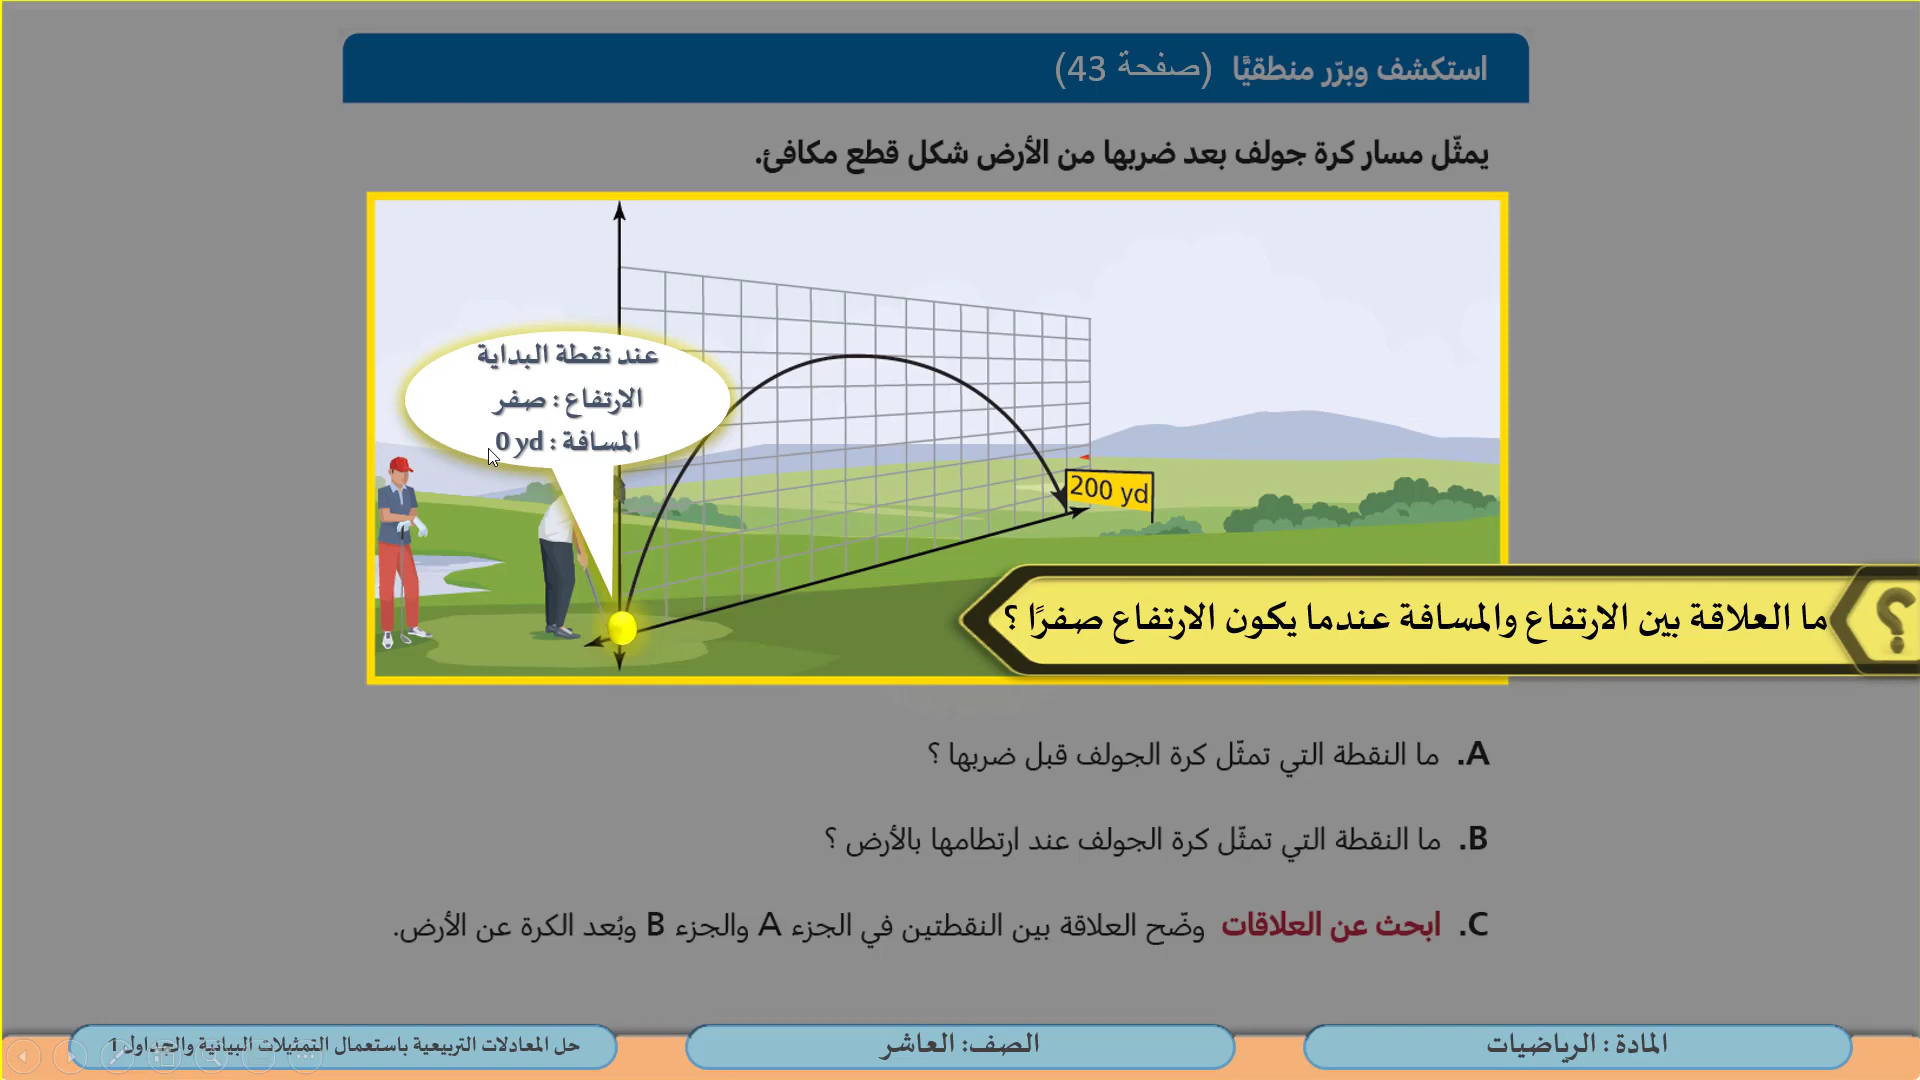 استكشف وبرّر منطقيًّا (صفحة 43)
يمثّل مسار كرة جولف بعد ضربها من الأرض شكل قطع مكافئ.
عند نقطة البداية
الارتفاع : صفر
المسافة : 0 yd
200 yd
ما العلاقة بين الارتفاع والمسافة عندما يكون الارتفاع صفرًا ؟
؟
A. ما النقطة التي تمثّل كرة الجولف قبل ضربها ؟
B. ما النقطة التي تمثّل كرة الجولف عند ارتطامها بالأرض ؟
C. ابحث عن العلاقات وضّح العلاقة بين النقطتين في الجزء A والجزء B وبُعد الكرة عن الأرض.
المادة : الرياضيات
الصف: العاشر
حل المعادلات التربيعية باستعمال التمثيلات البيانية والجداول 1